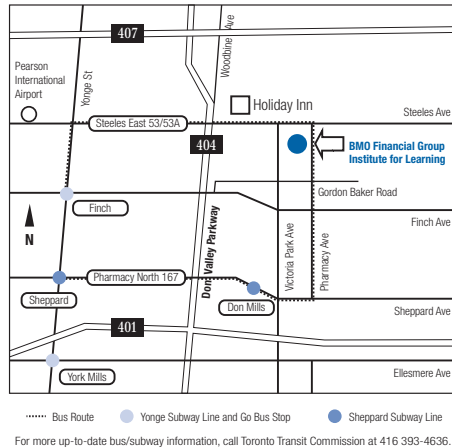 407
Pearson
International
Airport
Yonge St
Woodbine Ave
Holiday Inn
Steeles Ave
Steeles East 53/53A
404
BMO Financial Group
Institute for Learning
Gordon Baker Road
Finch
Finch Ave
N
Don Valley Parkway
Victoria Park Ave
Pharmacy Ave
Pharmacy North 167
Sheppard
Don Mills
Sheppard Ave
401
Ellesmere Ave
York Mills
Bus Route
Yonge Subway Line and Go Bus Stop
Sheppard Subway Line
For more up-to-date bus/subway information, call Toronto Transit Commission at 416 393-4636.